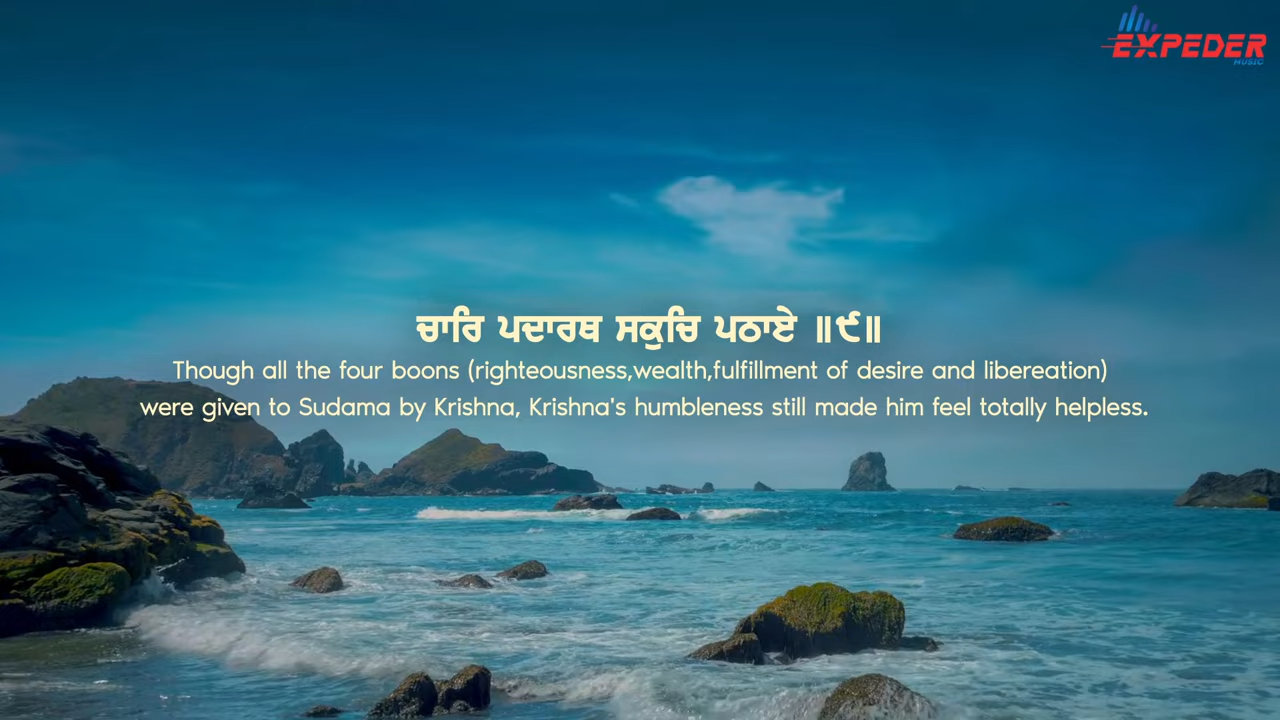 EXPEDER
MUSIC
ਚਾਰਿ ਪਦਾਰਥ ਸਕੁਚਿ ਪਠਾਏ ॥੯॥
Though all the four boons (righteousness,wealth,fulfillment of desire and libereation)
were given to Sudama by Krishna, Krishna's humbleness still made him feel totally helpless.